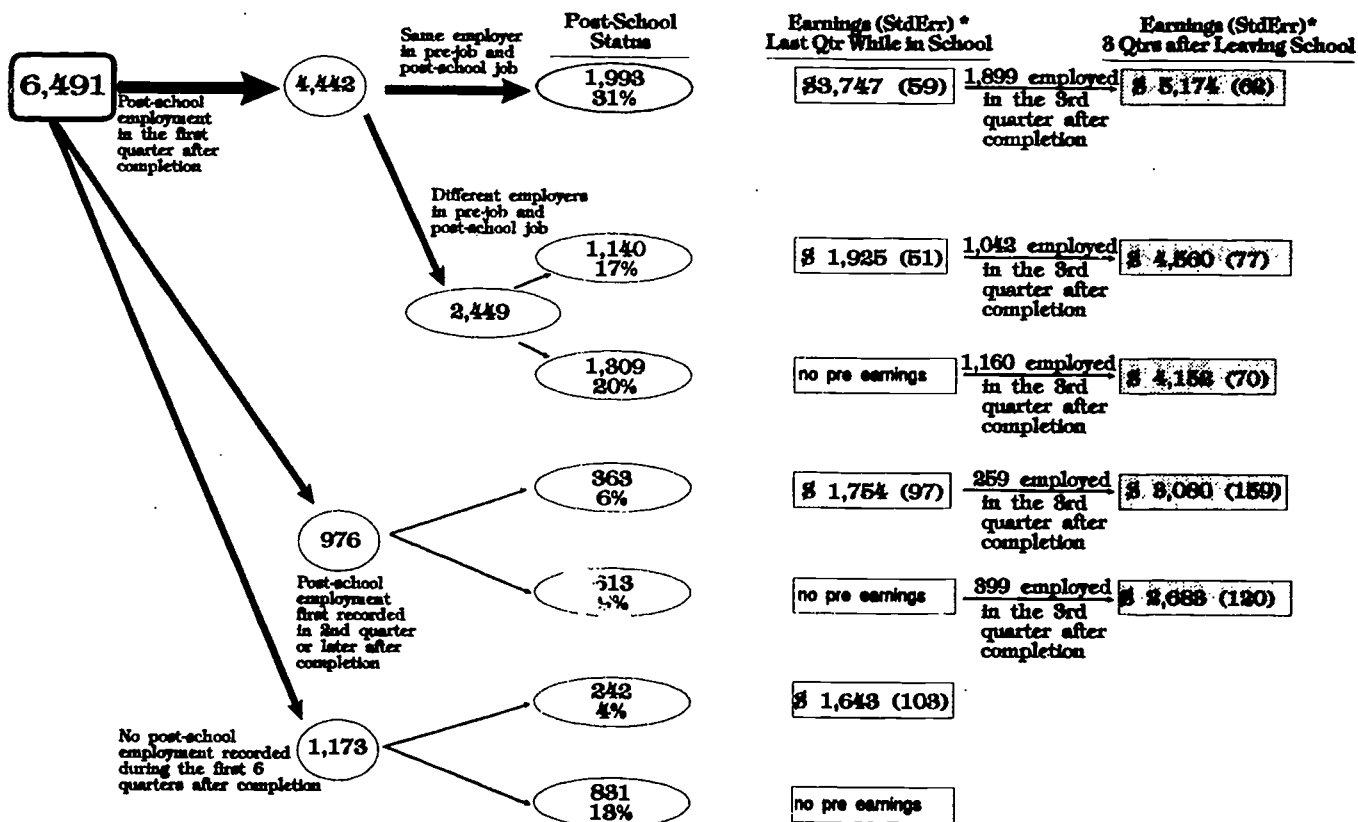 Post-School
Status
Earnings (StdErr) *
Last Qtr While in School
Earnings (StdErr)*
3 Qtrs after Leaving School
6,491
Post-school
employment
in the first
quarter after
completion
4,442
Same employer
in pre-job and
post-school job
1,993
31%
$3,747 (59)
1,899 employed
in the 3rd
quarter after
completion
$ 5,174 (62)
Different employers
in pre-job and
post-school job
2,449
1,140
17%
$ 1,925 (51)
1,042 employed
in the 3rd
quarter after
completion
$ 4,560 (77)
1,309
20%
no pre earnings
1,160 employed
in the 3rd
quarter after
completion
$ 4,152 (70)
976
Post-school
employment
first recorded
in 2nd quarter
or later after
completion
363
6%
$ 1,754 (97)
259 employed
in the 3rd
quarter after
completion
$ 3,080 (159)
613
no pre earnings
399 employed
in the 3rd
quarter after
completion
$ 2,683 (120)
No post-school
employment recorded
during the first 6
quarters after completion
1,173
242
4%
$ 1,643 (103)
831
13%
no pre earnings